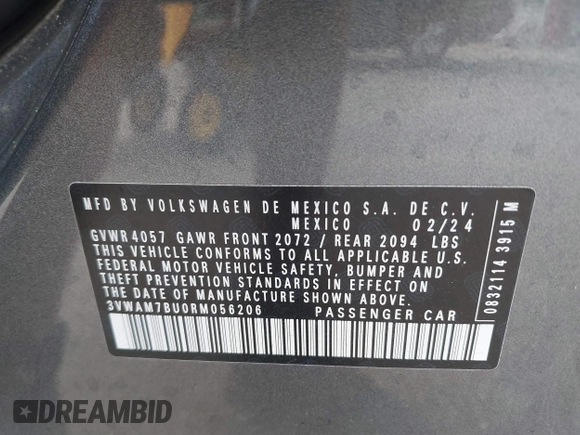 MFD BY VOLKSWAGEN DE MEXICO S.A. DE C.V.
MEXICO 02/24
GVWR 4057 GAWR FRONT 2072 / REAR 2094 LBS
THIS VEHICLE CONFORMS TO ALL APPLICABLE U.S.
FEDERAL MOTOR VEHICLE SAFETY, BUMPER AND
THEFT PREVENTION STANDARDS IN EFFECT ON
THE DATE OF MANUFACTURE SHOWN ABOVE.
3VWAM7BU0RM056206 PASSENGER CAR
0832114 3915 M
DREAMBID